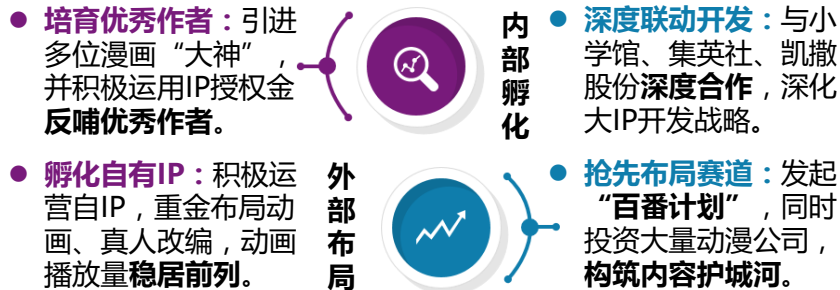 培育优秀作者：引进
多位漫画“大神”，
并积极运用IP授权金
反哺优秀作者。
孵化自有IP：积极运
营自IP，重金布局动
画、真人改编，动画
播放量稳居前列。
内
部
孵
化
外
部
布
局
深度联动开发：与小
学馆、集英社、凯撒
股份深度合作，深化
大IP开发战略。
抢先布局赛道：发起
“百番计划”，同时
投资大量动漫公司，
构筑内容护城河。